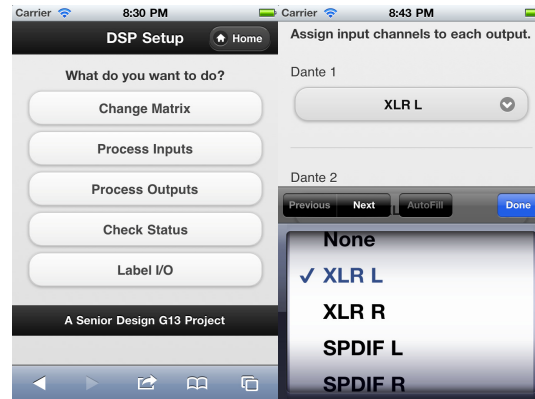 Carrier 8:30 PM
DSP Setup
Home
What do you want to do?
Change Matrix
Process Inputs
Process Outputs
Check Status
Label I/O
A Senior Design G13 Project
Carrier 8:43 PM
Assign input channels to each output.
Dante 1
XLR L
Dante 2
Previous Next AutoFill Done
None
✓ XLR L
XLR R
SPDIF L
SPDIF R